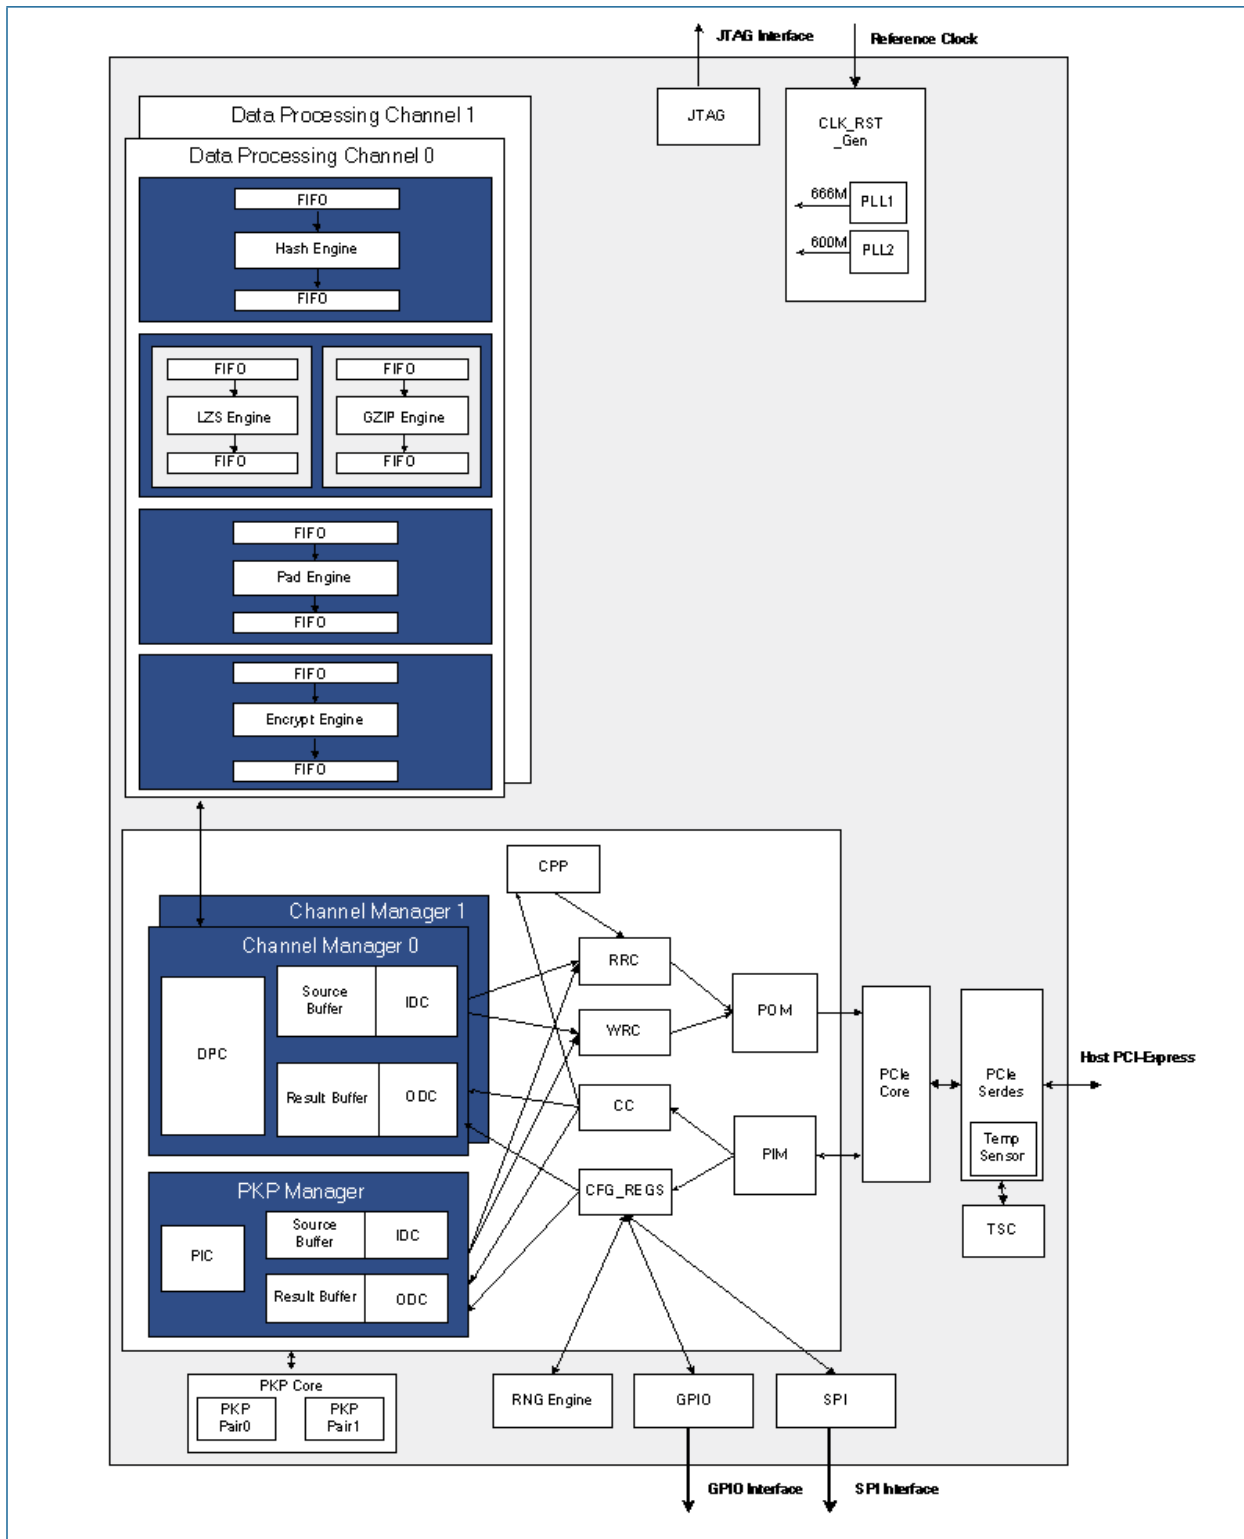 JTAG Interface
Reference Clock
JTAG
CLK_RST
_Gen
666M
PLL1
600M
PLL2
Data Processing Channel 1
Data Processing Channel 0
FIFO
Hash Engine
FIFO
FIFO
LZS Engine
FIFO
FIFO
GZIP Engine
FIFO
FIFO
Pad Engine
FIFO
FIFO
Encrypt Engine
FIFO
Channel Manager 1
Channel Manager 0
DPC
Source
Buffer
IDC
Result Buffer
ODC
PKP Manager
PIC
Source
Buffer
IDC
Result Buffer
ODC
CPP
RRC
WRC
CC
CFG_REGS
POM
PIM
PCIe
Core
PCIe
Serdes
Temp
Sensor
TSC
Host PCI-Express
PKP Core
PKP
Pair0
PKP
Pair1
RNG Engine
GPIO
SPI
GPIO Interface
SPI Interface